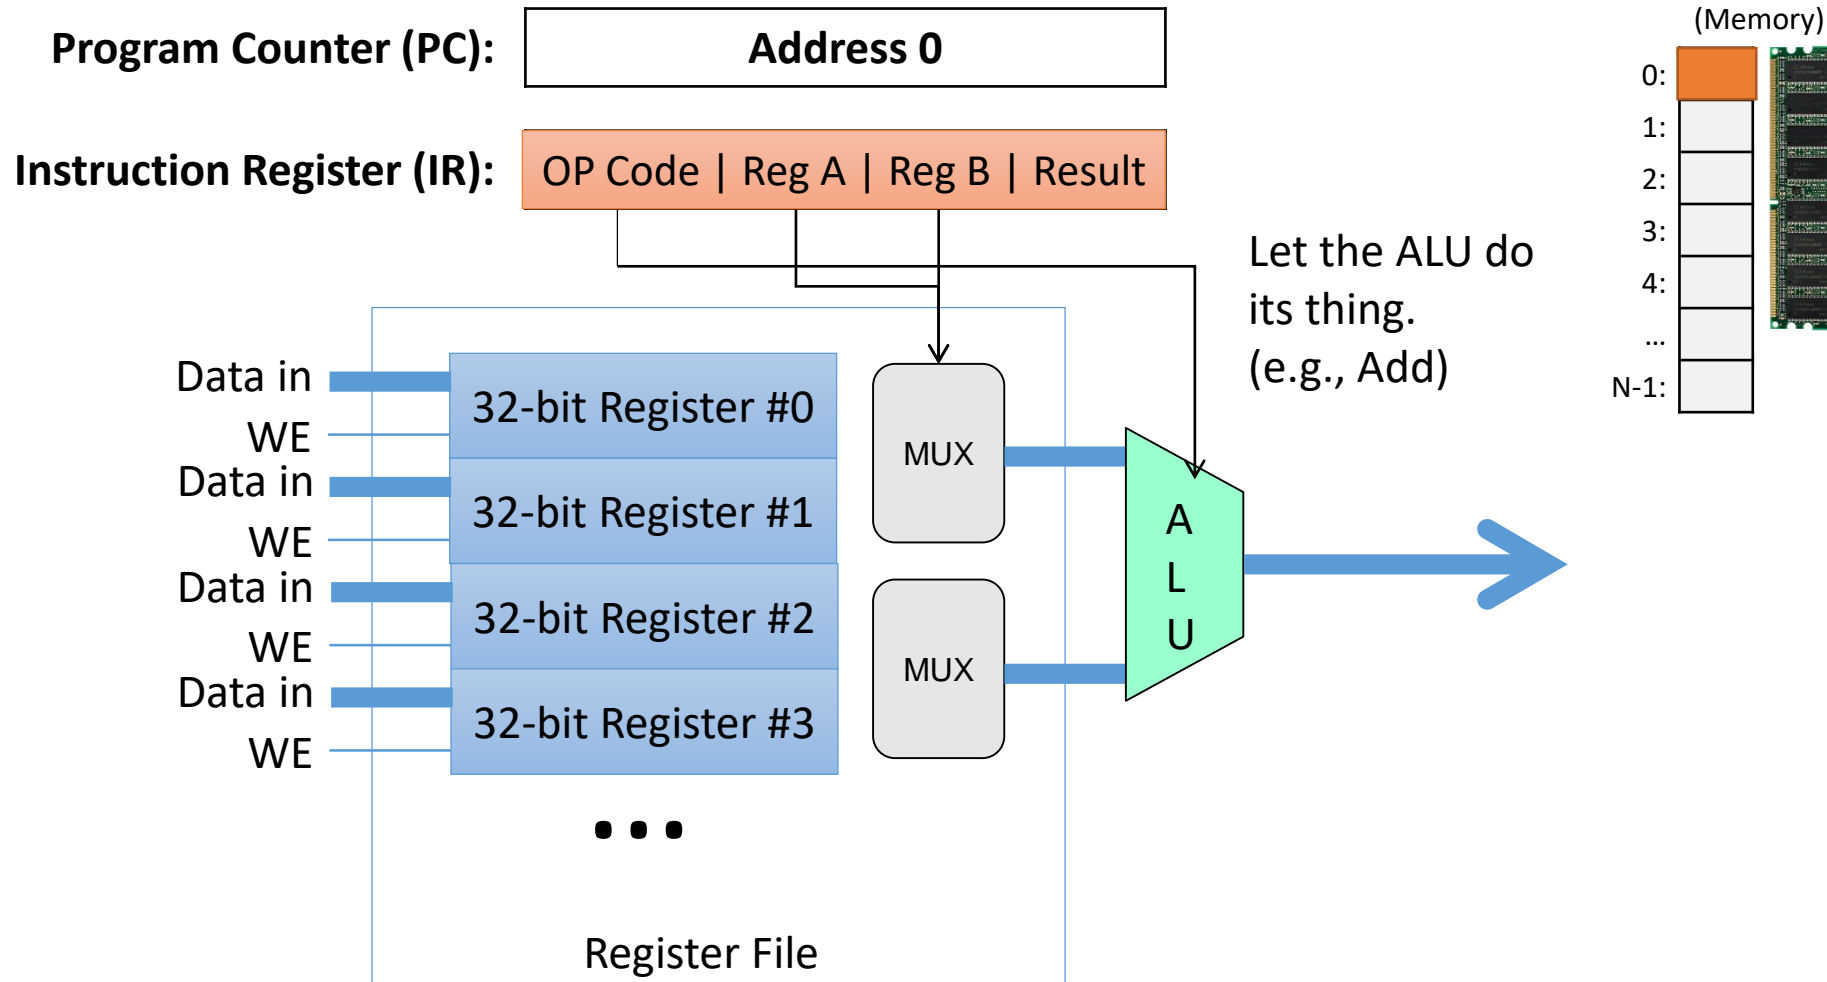 Program Counter (PC):
Address 0
Instruction Register (IR):
OP Code | Reg A | Reg B | Result
(Memory)
0:
1:
2:
3:
4:
...
N-1:
Let the ALU do
its thing.
(e.g., Add)
Data in
WE
Data in
WE
Data in
WE
Data in
WE
32-bit Register #0
32-bit Register #1
32-bit Register #2
32-bit Register #3
...
MUX
MUX
A
L
U
Register File